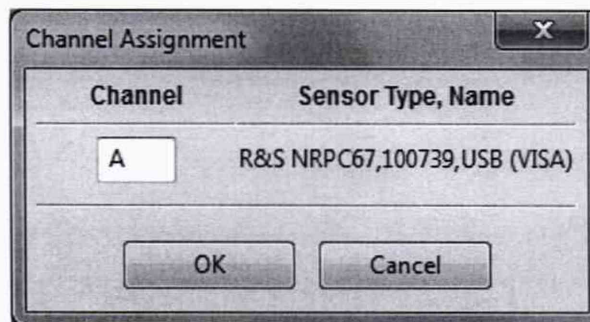 Channel Assignment
X
Channel Sensor Type, Name
A R&S NRPC67,100739,USB (VISA)
OK Cancel